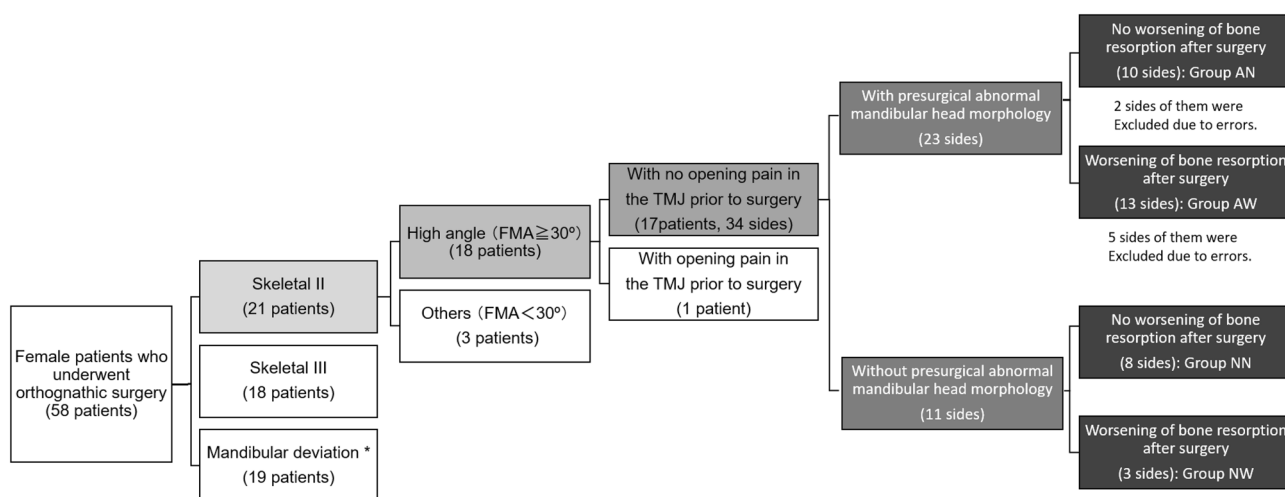 Female patients who
underwent
orthognathic surgery
(58 patients)
Skeletal II
(21 patients)
Skeletal III
(18 patients)
Mandibular deviation *
(19 patients)
High angle（FMA≧30º）
(18 patients)
Others（FMA＜30º）
(3 patients)
With no opening pain in
the TMJ prior to surgery
(17patients, 34 sides)
With opening pain in
the TMJ prior to surgery
(1 patient)
With presurgical abnormal
mandibular head morphology
(23 sides)
Without presurgical abnormal
mandibular head morphology
(11 sides)
No worsening of bone
resorption after surgery
(10 sides): Group AN
2 sides of them were
Excluded due to errors.
Worsening of bone resorption
after surgery
(13 sides): Group AW
5 sides of them were
Excluded due to errors.
No worsening of bone
resorption after surgery
(8 sides): Group NN
Worsening of bone resorption
after surgery
(3 sides): Group NW